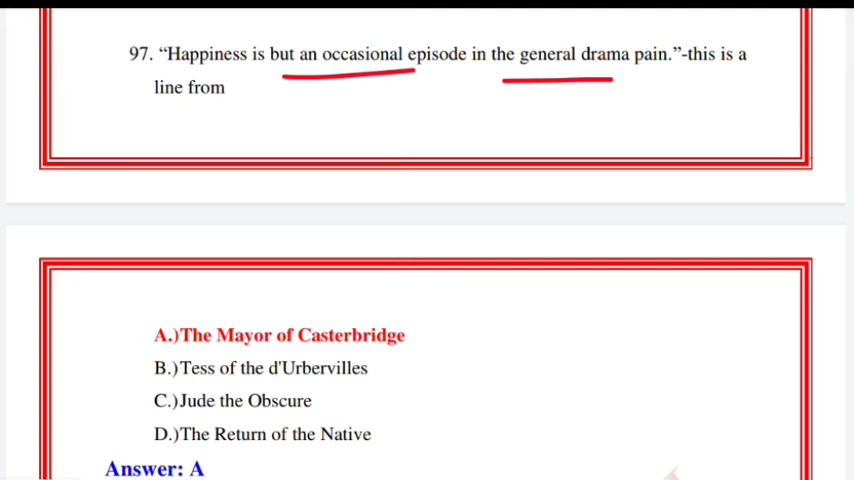 97. “Happiness is but an occasional episode in the general drama pain.”-this is a
line from
A.)The Mayor of Casterbridge
B.)Tess of the d'Urbervilles
C.)Jude the Obscure
D.)The Return of the Native
Answer: A